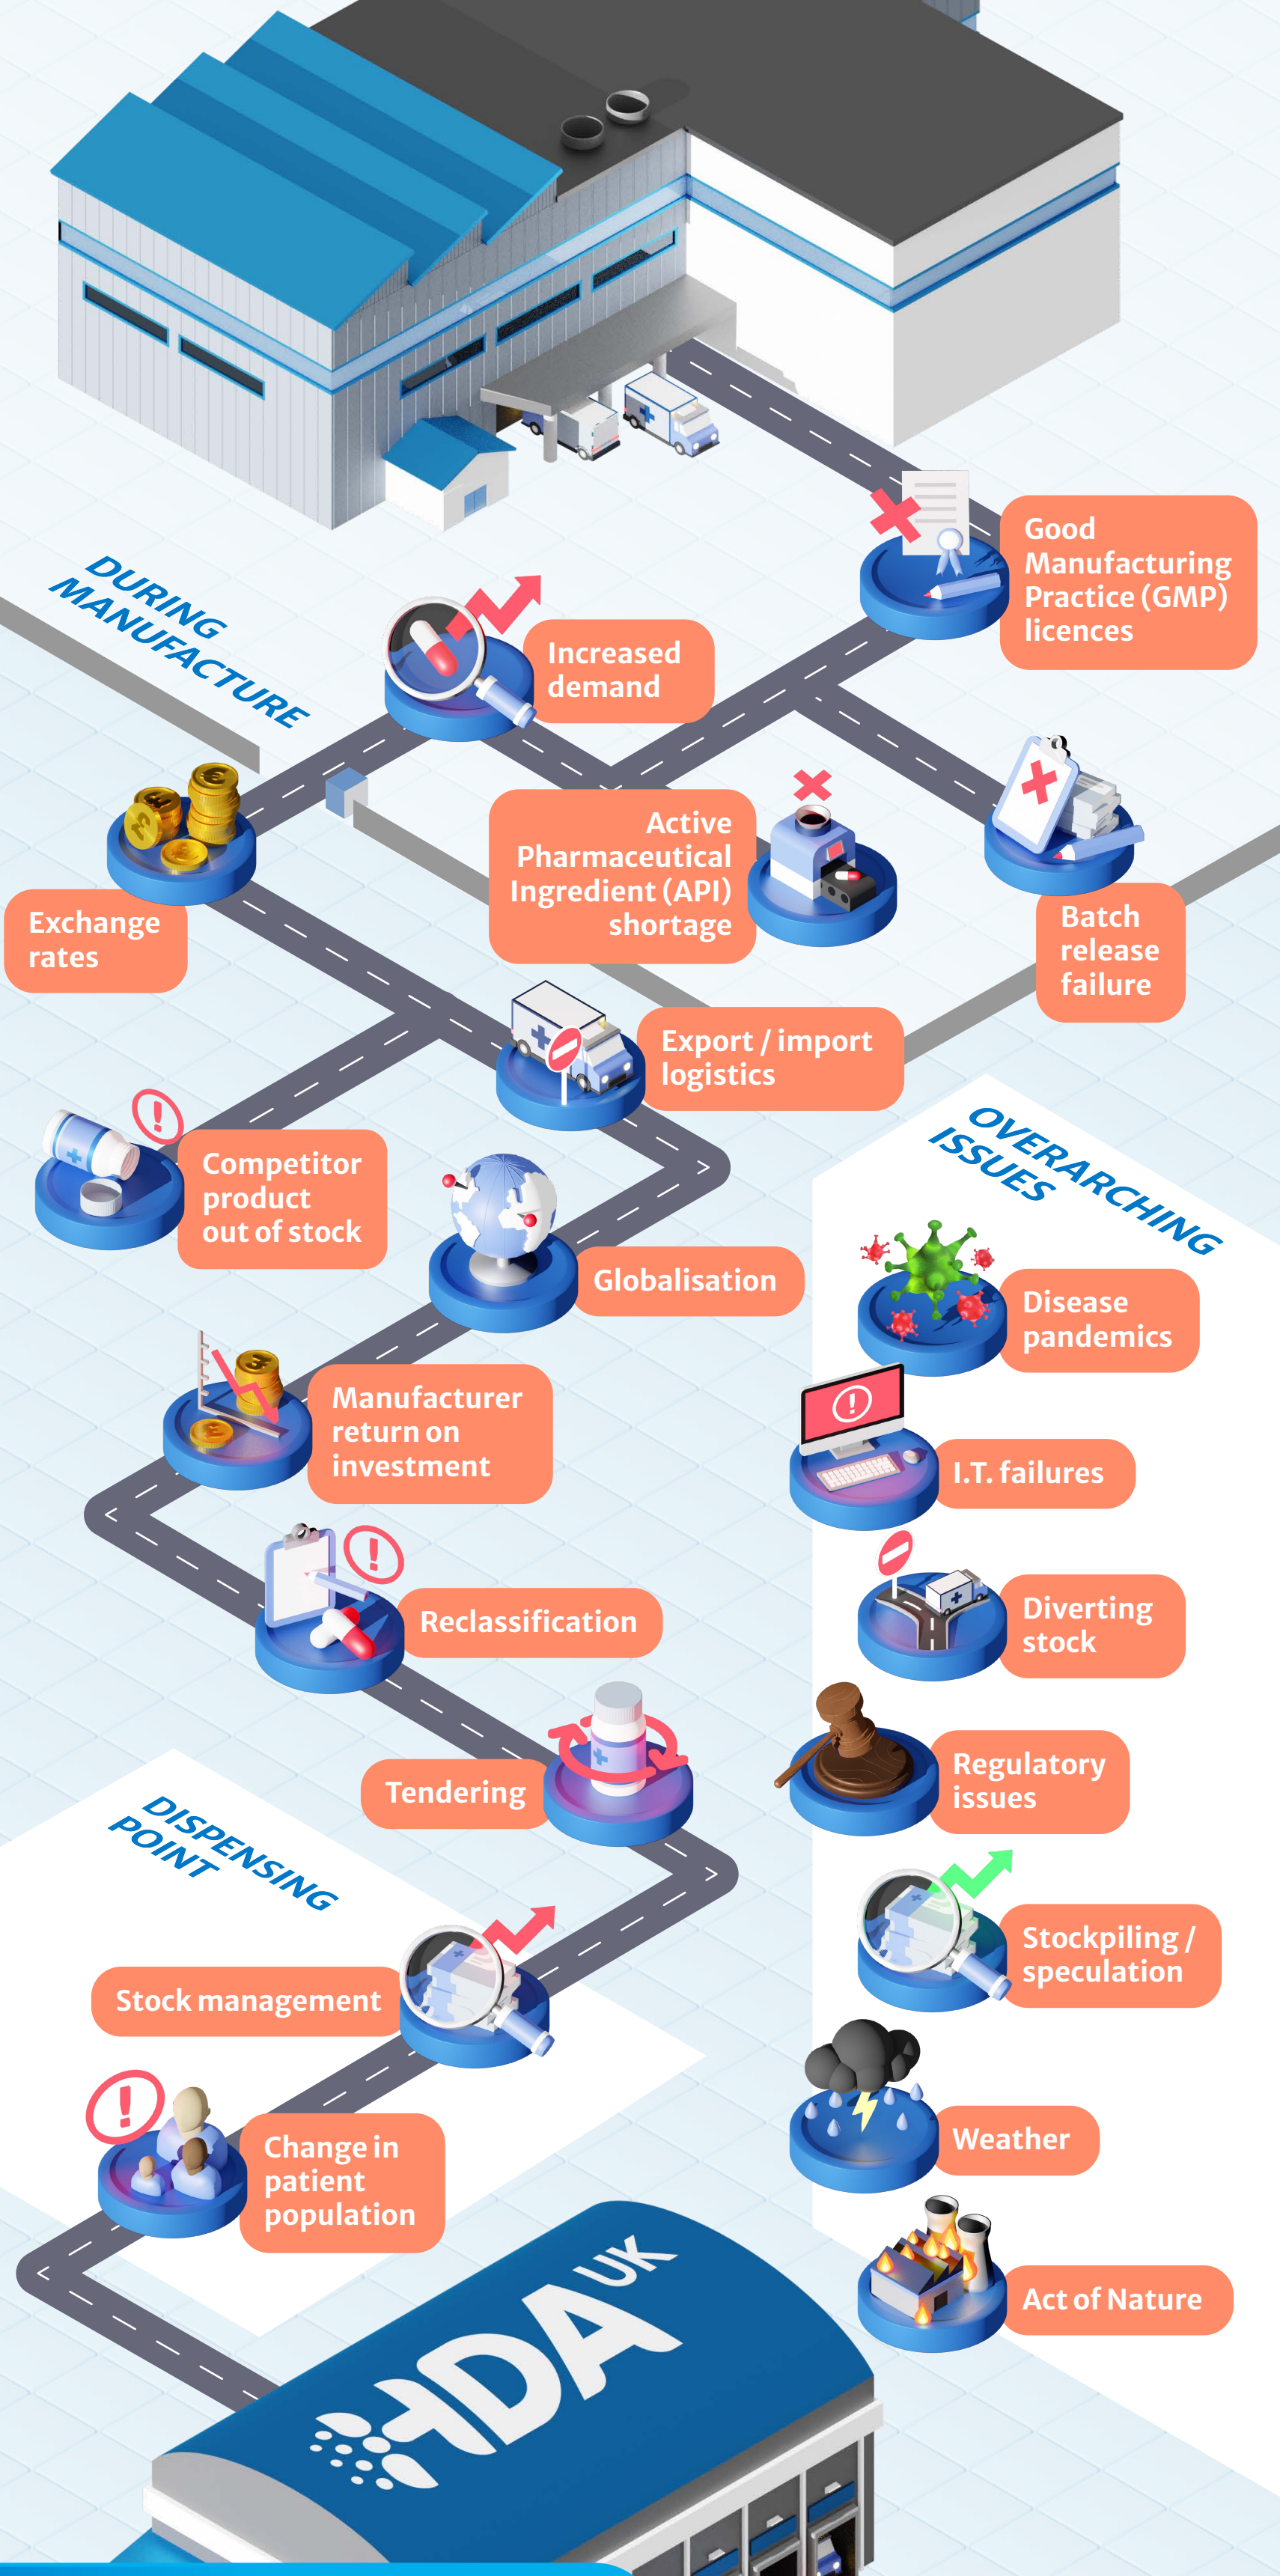 Good
Manufacturing
Practice (GMP)
licences
DURING
MANUFACTURE
Increased
demand
Active
Pharmaceutical
Ingredient (API)
shortage
Batch
release
failure
Exchange
rates
Export / import
logistics
Competitor
product
out of stock
Globalisation
Manufacturer
return on
investment
Reclassification
Tendering
DISPENSING
POINT
Stock management
Change in
patient
population
OVERARCHING
ISSUES
Disease
pandemics
I.T. failures
Diverting
stock
Regulatory
issues
Stockpiling /
speculation
Weather
Act of Nature
HDA UK